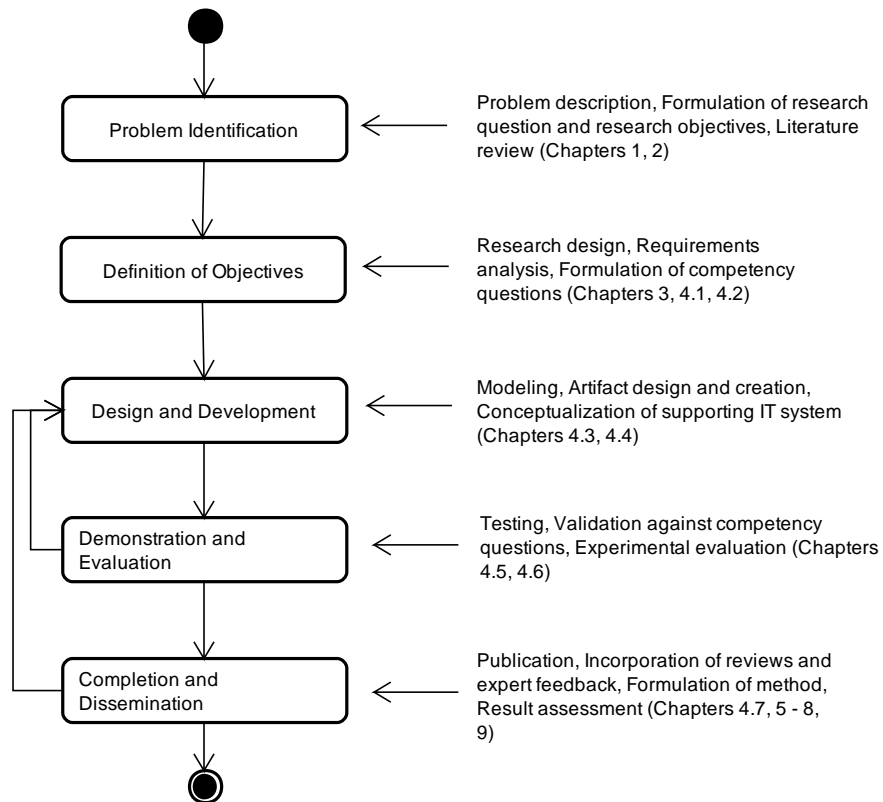 Problem Identification
Problem description, Formulation of research
question and research objectives, Literature
review (Chapters 1, 2)
Definition of Objectives
Research design, Requirements
analysis, Formulation of competency
questions (Chapters 3, 4.1, 4.2)
Design and Development
Modeling, Artifact design and creation,
Conceptualization of supporting IT system
(Chapters 4.3, 4.4)
Demonstration and
Evaluation
Testing, Validation against competency
questions, Experimental evaluation (Chapters
4.5, 4.6)
Completion and
Dissemination
Publication, Incorporation of reviews and
expert feedback, Formulation of method,
Result assessment (Chapters 4.7, 5 - 8,
9)